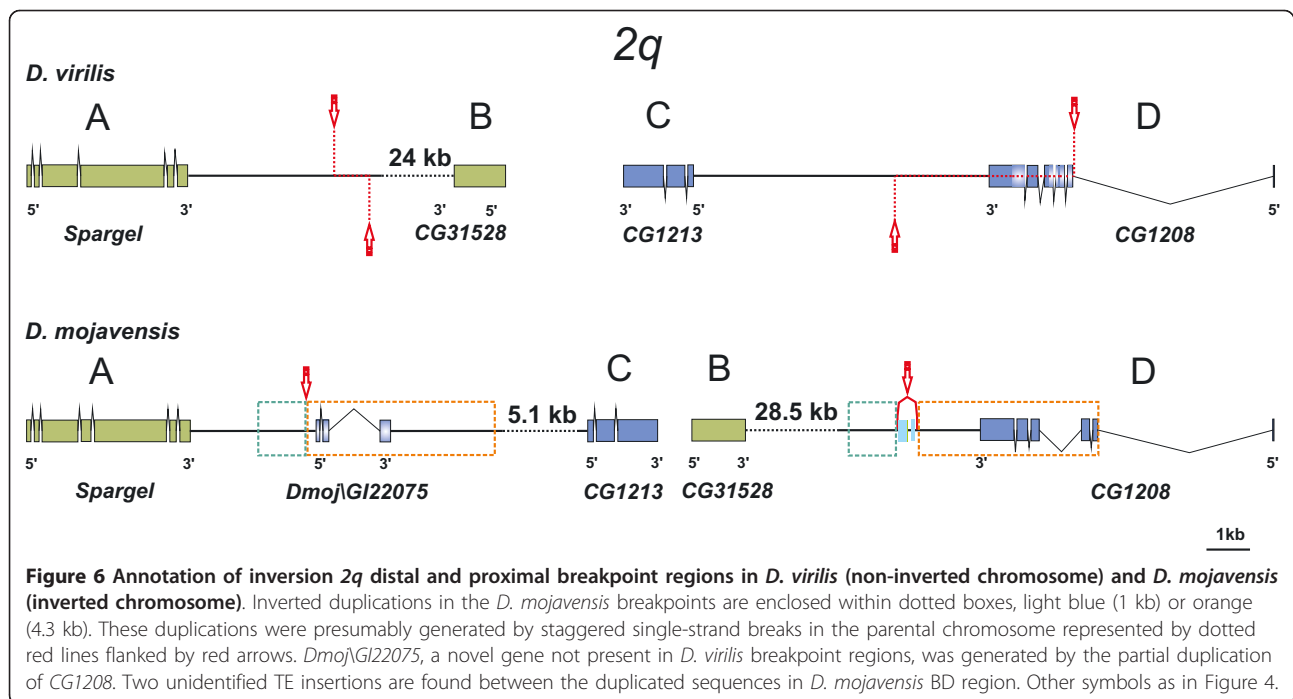 2q
D. virilis
A B C D
24 kb
5' 3' 3' 5' 3' 5' 3' 5'
Spargel CG31528 CG1213 CG1208
D. mojavensis
A C B D
5.1 kb 28.5 kb
5' 3' 5' 3' 5' 3' 5' 3' 3' 5'
Spargel Dmoj\GI22075 CG1213 CG31528 CG1208
1kb
Figure 6 Annotation of inversion 2q distal and proximal breakpoint regions in D. virilis (non-inverted chromosome) and D. mojavensis
(inverted chromosome). Inverted duplications in the D. mojavensis breakpoints are enclosed within dotted boxes, light blue (1 kb) or orange
(4.3 kb). These duplications were presumably generated by staggered single-strand breaks in the parental chromosome represented by dotted
red lines flanked by red arrows. Dmoj\GI22075, a novel gene not present in D. virilis breakpoint regions, was generated by the partial duplication
of CG1208. Two unidentified TE insertions are found between the duplicated sequences in D. mojavensis BD region. Other symbols as in Figure 4.